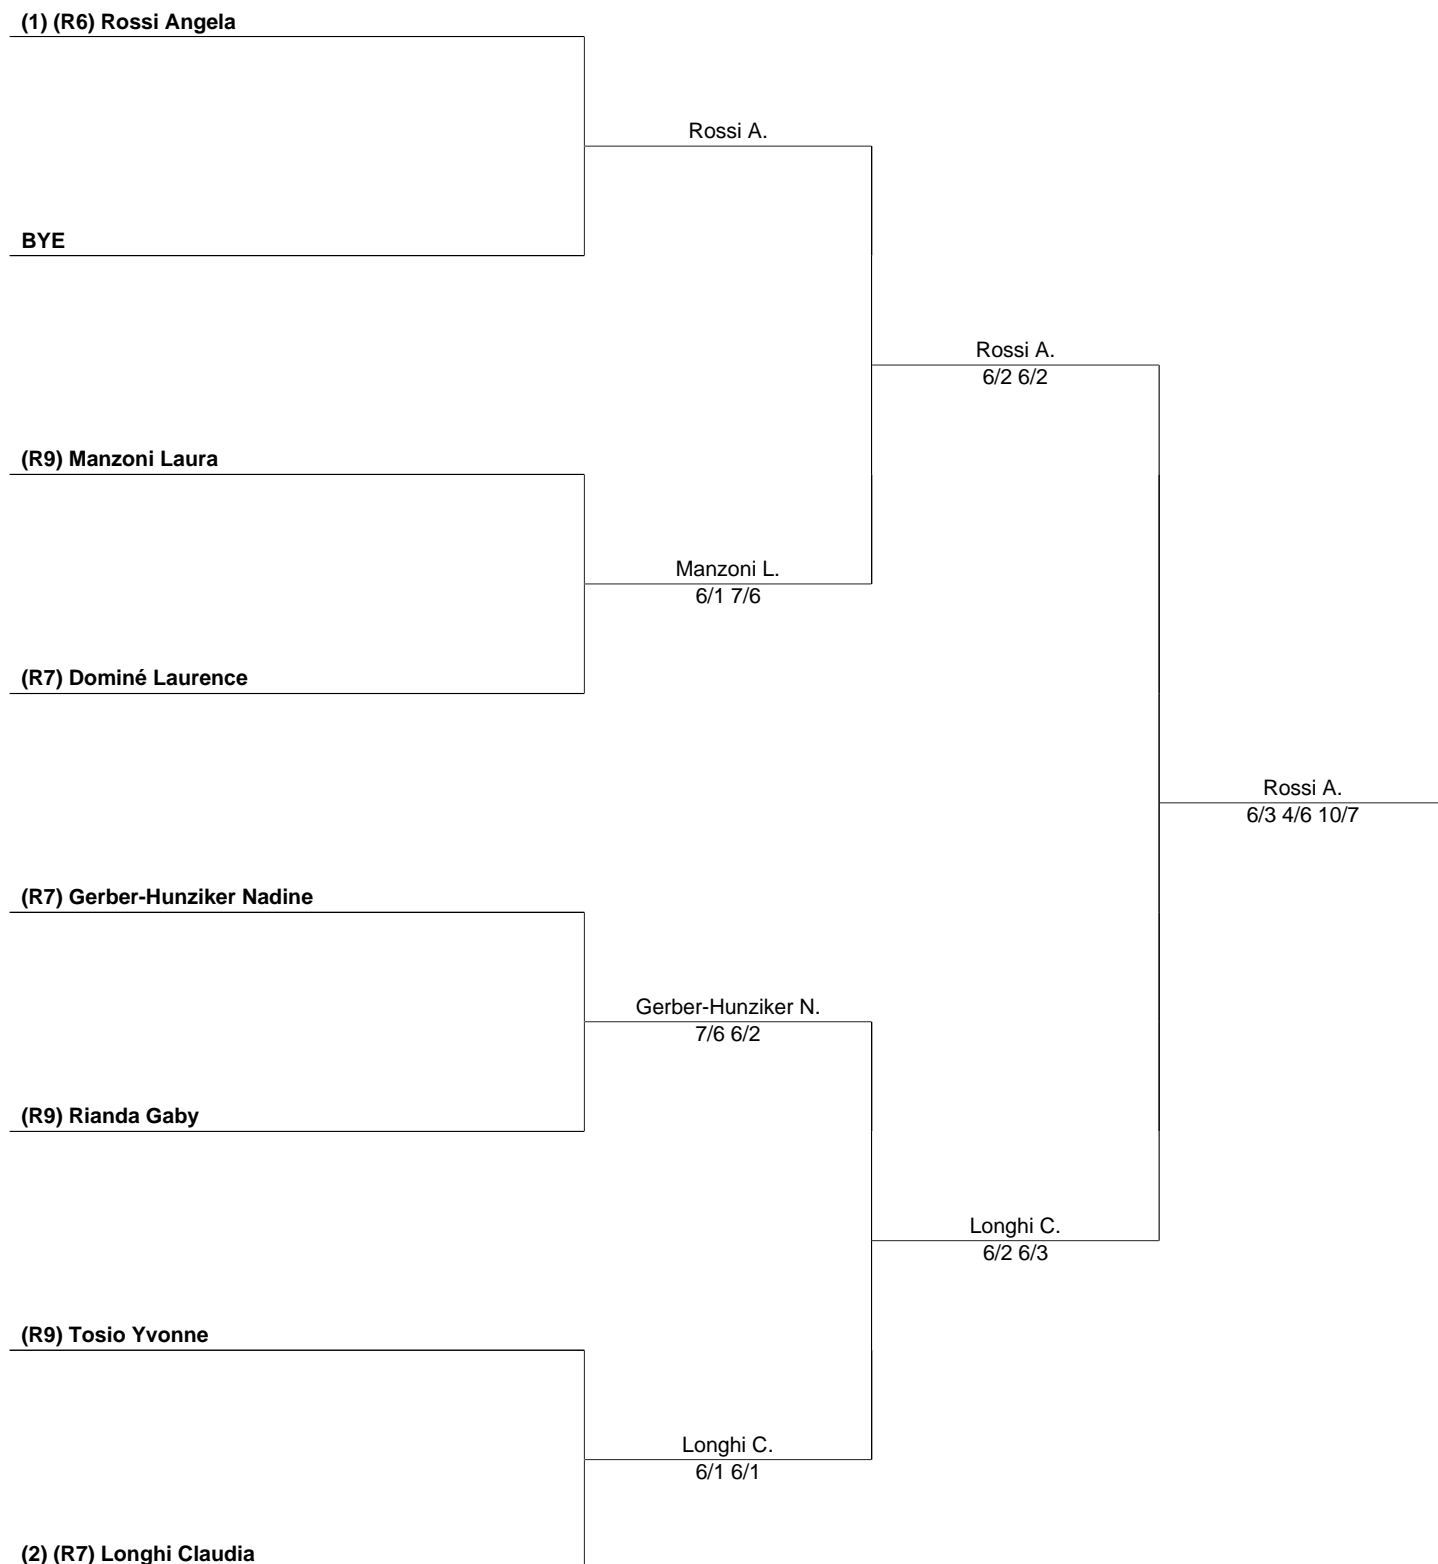 (1) (R6) Rossi Angela
Rossi A.
BYE
Rossi A.
6/2 6/2
(R9) Manzoni Laura
Manzoni L.
6/1 7/6
(R7) Dominé Laurence
Rossi A.
6/3 4/6 10/7
(R7) Gerber-Hunziker Nadine
Gerber-Hunziker N.
7/6 6/2
(R9) Rianda Gaby
Longhi C.
6/2 6/3
(R9) Tosio Yvonne
Longhi C.
6/1 6/1
(2) (R7) Longhi Claudia